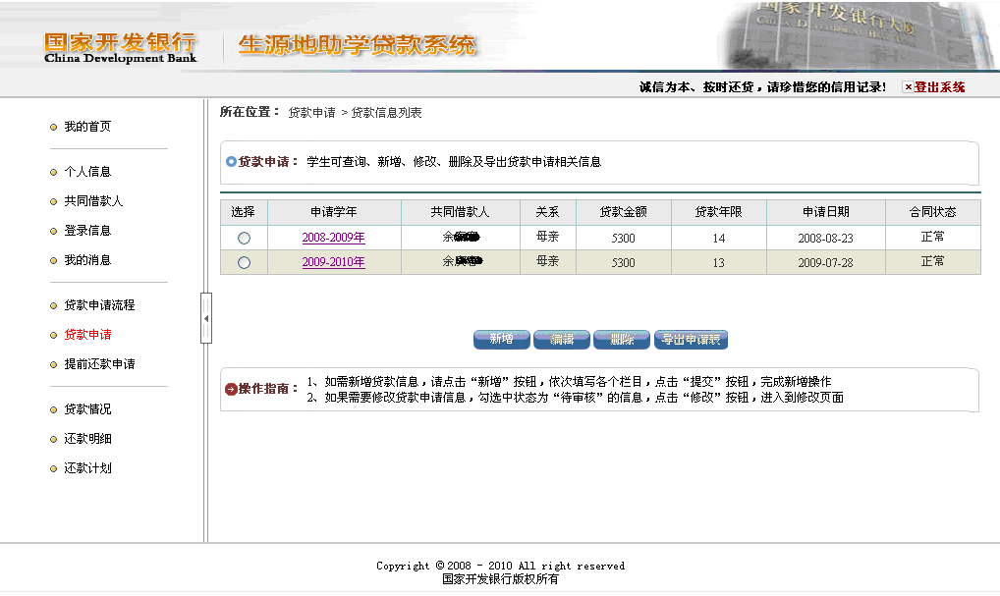 国家开发银行
China Development Bank
生源地助学贷款系统
国家开发银行大厦
诚信为本、按时还贷，请珍惜您的信用记录! 登出系统
我的首页
个人信息
共同借款人
登录信息
我的消息
贷款申请流程
贷款申请
提前还款申请
贷款情况
还款明细
还款计划
所在位置： 贷款申请 > 贷款信息列表
贷款申请： 学生可查询、新增、修改、删除及导出贷款申请相关信息
选择 申请学年 共同借款人 关系 贷款金额 贷款年限 申请日期 合同状态
2008-2009年 余 母亲 5300 14 2008-08-23 正常
2009-2010年 余 母亲 5300 13 2009-07-28 正常
新增 编辑 删除 导出申请表
操作指南：
1、如需新增贷款信息，请点击“新增”按钮，依次填写各个栏目，点击“提交”按钮，完成新增操作
2、如果需要修改贷款申请信息，勾选中状态为“待审核”的信息，点击“修改”按钮，进入到修改页面
Copyright ©2008 - 2010 All right reserved
国家开发银行版权所有